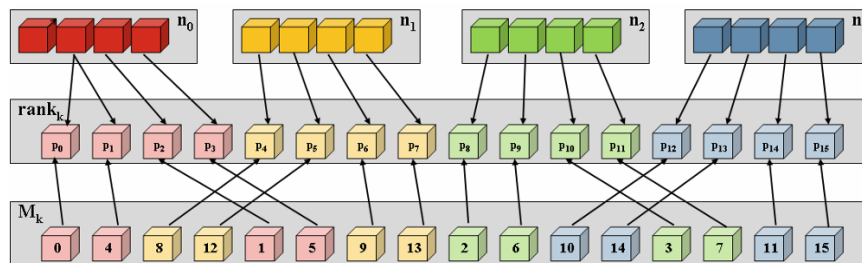 n0 n1 n2 n
rankk
p0 p1 p2 p3 p4 p5 p6 p7 p8 p9 p10 p11 p12 p13 p14 p15
Mk
0 4 8 12 1 5 9 13 2 6 10 14 3 7 11 15